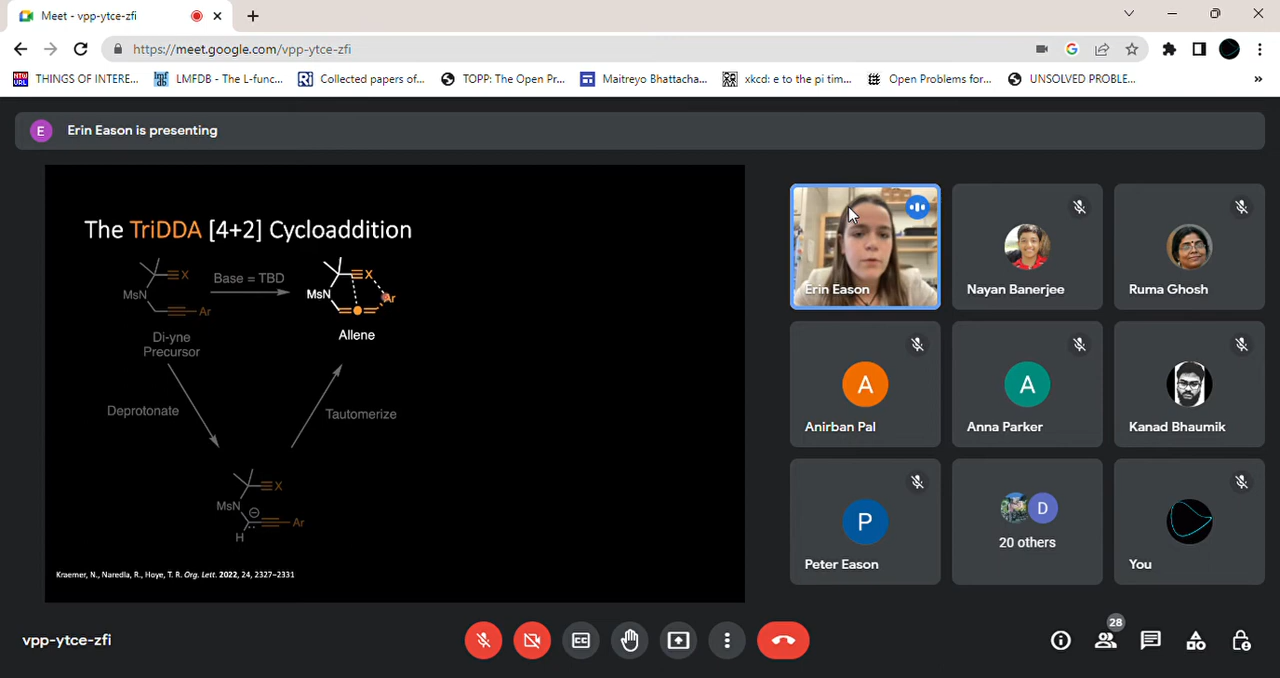 Meet - vpp-ytce-zfi
https://meet.google.com/vpp-ytce-zfi
THINGS OF INTERE...
LMFDB - The L-func...
Collected papers of...
TOPP: The Open Pr...
Maitreyo Bhattacha...
xkcd: e to the pi tim...
Open Problems for...
UNSOLVED PROBLE...
»
E
Erin Eason is presenting
The TriDDA [4+2] Cycloaddition
X
MsN
Ar
Di-yne
Precursor
Base = TBD
X
MsN
Ar
Allene
Deprotonate
Tautomerize
X
MsN
Ar
H
Kraemer, N., Naredla, R., Hoye, T. R. Org. Lett. 2022, 24, 2327–2331
Erin Eason
Nayan Banerjee
Ruma Ghosh
A
Anirban Pal
A
Anna Parker
Kanad Bhaumik
P
Peter Eason
D
20 others
You
vpp-ytce-zfi
CC
28